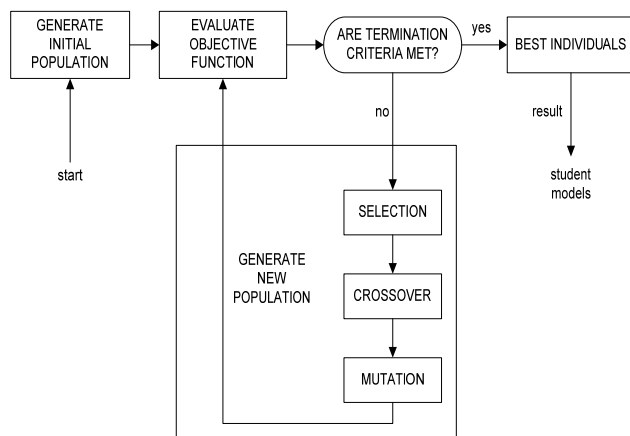 GENERATE
INITIAL
POPULATION
EVALUATE
OBJECTIVE
FUNCTION
ARE TERMINATION
CRITERIA MET?
yes
BEST INDIVIDUALS
start
no
result
student
models
SELECTION
GENERATE
NEW
POPULATION
CROSSOVER
MUTATION